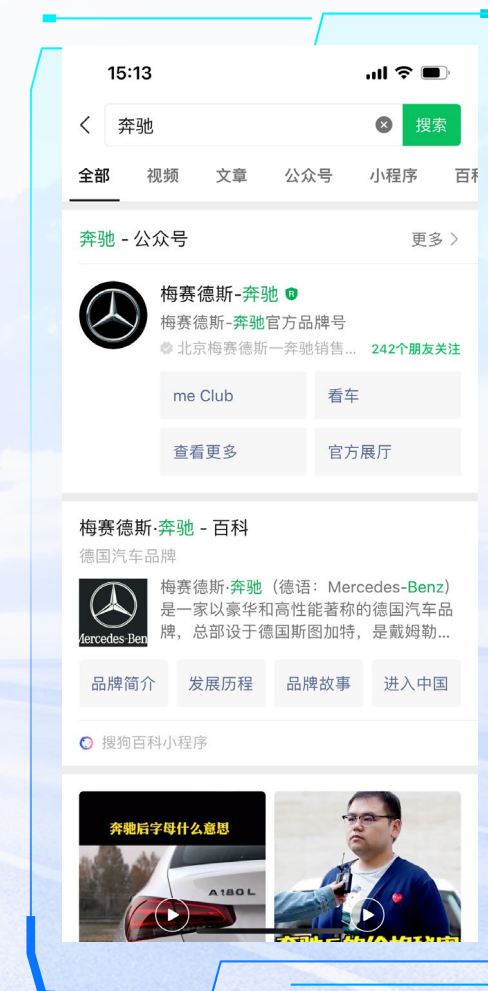 15:13
奔驰
搜索
全部 视频 文章 公众号 小程序
奔驰 - 公众号 更多
梅赛德斯-奔驰
梅赛德斯-奔驰官方品牌号
北京梅赛德斯一奔驰销售... 242个朋友关注
me Club 看车
查看更多 官方展厅
梅赛德斯·奔驰 - 百科
德国汽车品牌
梅赛德斯·奔驰（德语：Mercedes-Benz）
是一家以豪华和高性能著称的德国汽车品
牌，总部设于德国斯图加特，是戴姆勒...
Mercedes-Ben
品牌简介 发展历程 品牌故事 进入中国
搜狗百科小程序
奔驰后字母什么意思
A180L